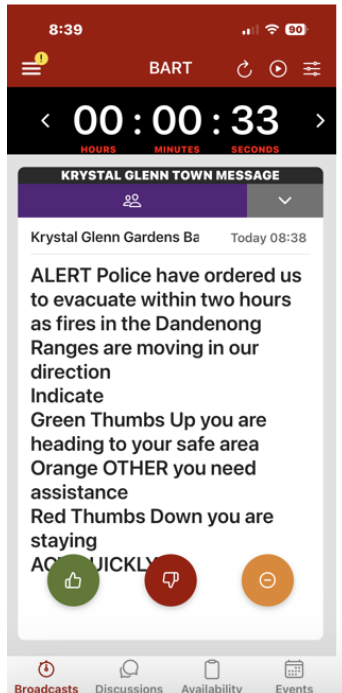 8:39
90
BART
00 : 00 : 33
HOURS MINUTES SECONDS
KRYSTAL GLENN TOWN MESSAGE
Krystal Glenn Gardens Ba Today 08:38
ALERT Police have ordered us
to evacuate within two hours
as fires in the Dandenong
Ranges are moving in our
direction
Indicate
Green Thumbs Up you are
heading to your safe area
Orange OTHER you need
assistance
Red Thumbs Down you are
staying
Broadcasts Discussions Availability Events